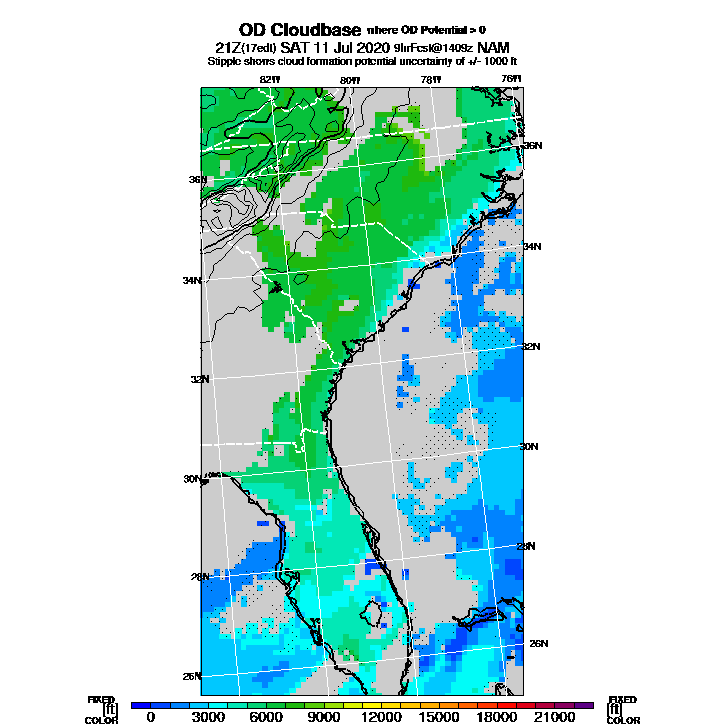 OD Cloudbase where OD Potential > 0
21Z(17edt) SAT 11 Jul 2020 9hrFcst@1409z NAM
Stipple shows cloud formation potential uncertainty of +/- 1000 ft
82W 80W 78W 76W
36N
36N
34N
34N
32N
32N
30N
30N
28N
28N
26N
26N
FIXED FIXED
[ft] 0 3000 6000 9000 12000 15000 18000 21000 [ft]
COLOR COLOR